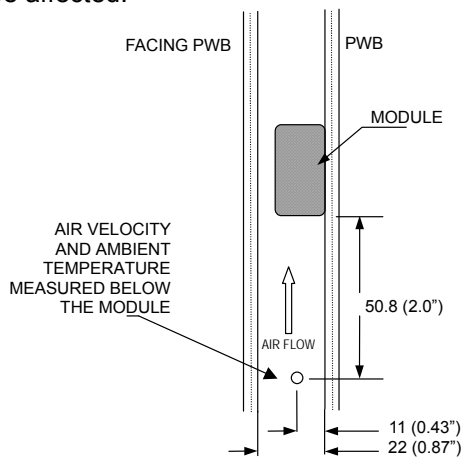 e affected.
FACING PWB
PWB
MODULE
AIR VELOCITY
AND AMBIENT
TEMPERATURE
MEASURED BELOW
THE MODULE
50.8 (2.0”)
AIR FLOW
11 (0.43”)
22 (0.87”)